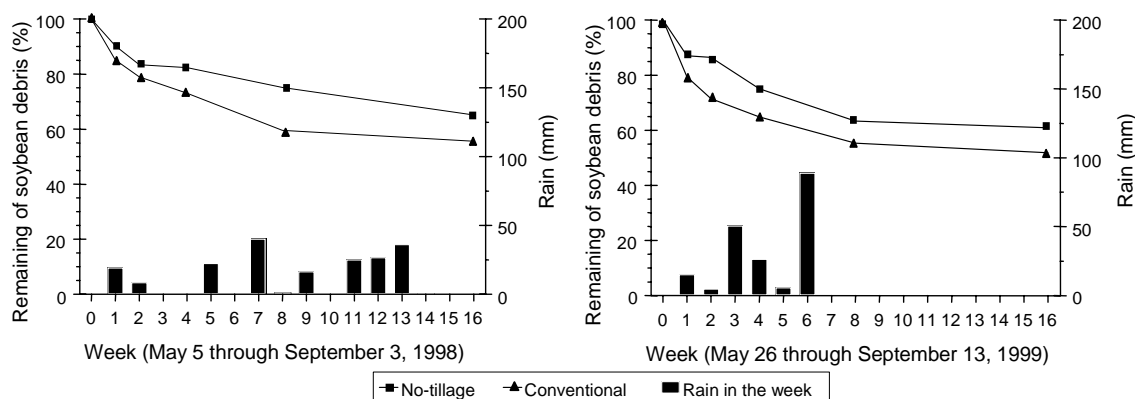 Remaining of soybean debris (%)
100
80
60
40
20
0
200
150
100
50
0
Rain (mm)
0 1 2 3 4 5 6 7 8 9 10 11 12 13 14 15 16
Week (May 5 through September 3, 1998)
Remaining of soybean debris (%)
100
80
60
40
20
0
200
150
100
50
0
Rain (mm)
0 1 2 3 4 5 6 7 8 9 10 11 12 13 14 15 16
Week (May 26 through September 13, 1999)
No-tillage Conventional Rain in the week